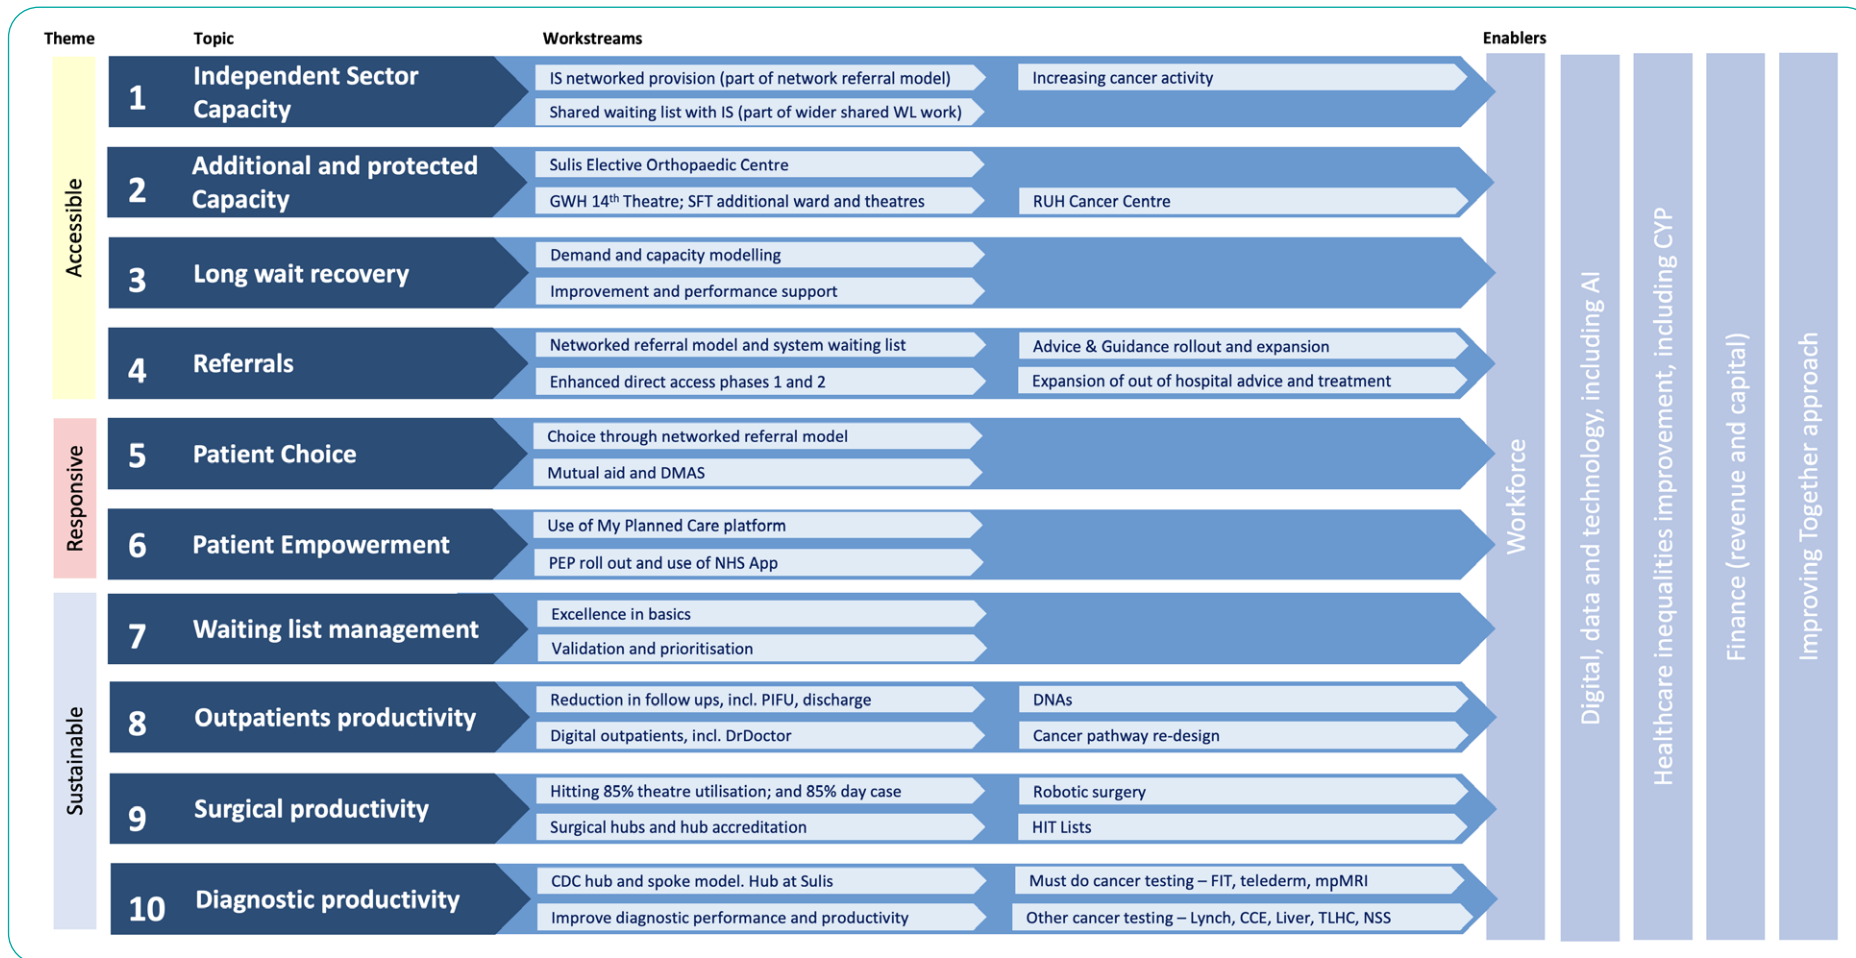 Theme
Topic
Workstreams
Enablers
Accessible
1
Independent Sector
Capacity
IS networked provision (part of network referral model)
Increasing cancer activity
Shared waiting list with IS (part of wider shared WL work)
2
Additional and protected
Capacity
Sulis Elective Orthopaedic Centre
GWH 14th Theatre; SFT additional ward and theatres
RUH Cancer Centre
3
Long wait recovery
Demand and capacity modelling
Improvement and performance support
4
Referrals
Networked referral model and system waiting list
Advice & Guidance rollout and expansion
Enhanced direct access phases 1 and 2
Expansion of out of hospital advice and treatment
Responsive
5
Patient Choice
Choice through networked referral model
Mutual aid and DMAS
6
Patient Empowerment
Use of My Planned Care platform
PEP roll out and use of NHS App
Sustainable
7
Waiting list management
Excellence in basics
Validation and prioritisation
8
Outpatients productivity
Reduction in follow ups, incl. PIFU, discharge
DNAs
Digital outpatients, incl. DrDoctor
Cancer pathway re-design
9
Surgical productivity
Hitting 85% theatre utilisation; and 85% day case
Robotic surgery
Surgical hubs and hub accreditation
HIT Lists
10
Diagnostic productivity
CDC hub and spoke model. Hub at Sulis
Must do cancer testing – FIT, telederm, mpMRI
Improve diagnostic performance and productivity
Other cancer testing – Lynch, CCE, Liver, TLHC, NSS
Workforce
Digital, data and technology, including AI
Healthcare inequalities improvement, including CYP
Finance (revenue and capital)
Improving Together approach